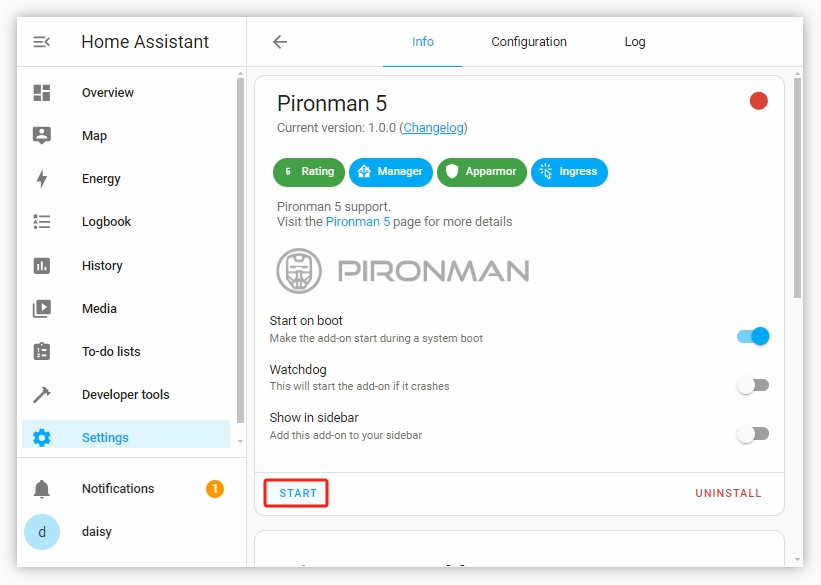 Home Assistant
Overview
Map
Energy
Logbook
History
Media
To-do lists
Developer tools
Settings
Notifications
1
d
daisy
Info
Configuration
Log
Pironman 5
Current version: 1.0.0 (Changelog)
5 Rating
Manager
Apparmor
Ingress
Pironman 5 support.
Visit the Pironman 5 page for more details
PIRONMAN
Start on boot
Make the add-on start during a system boot
Watchdog
This will start the add-on if it crashes
Show in sidebar
Add this add-on to your sidebar
START
UNINSTALL